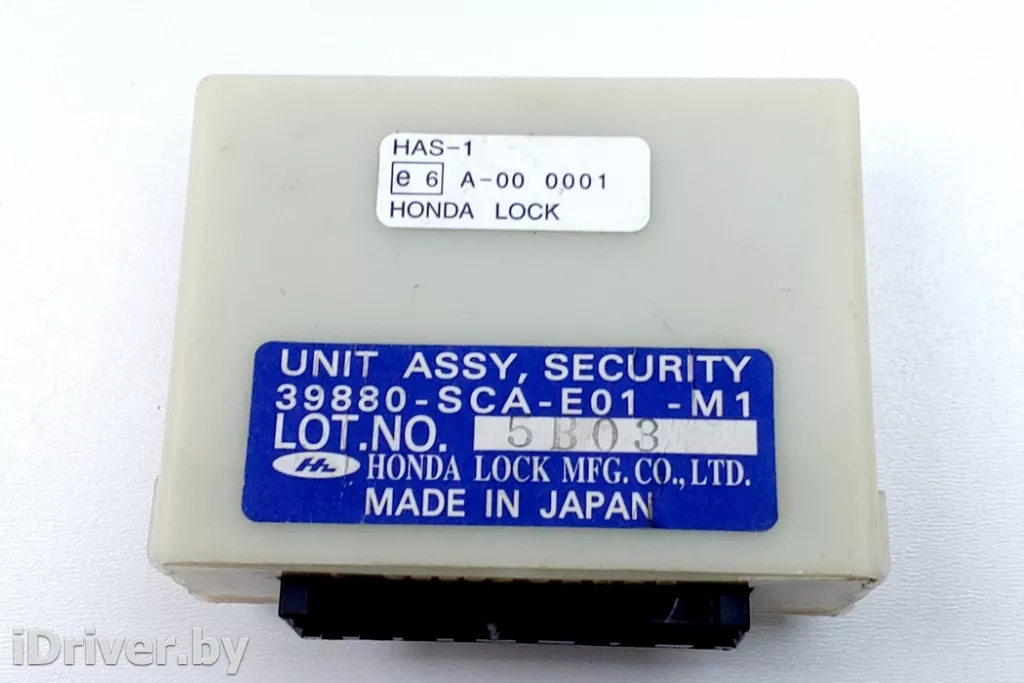 HAS-1
e 6 A-00 0001
HONDA LOCK
UNIT ASSY, SECURITY
39880-SCA-E01 -M1
LOT.NO. 5B03
HL HONDA LOCK MFG.CO.,LTD.
MADE IN JAPAN
iDriver.by